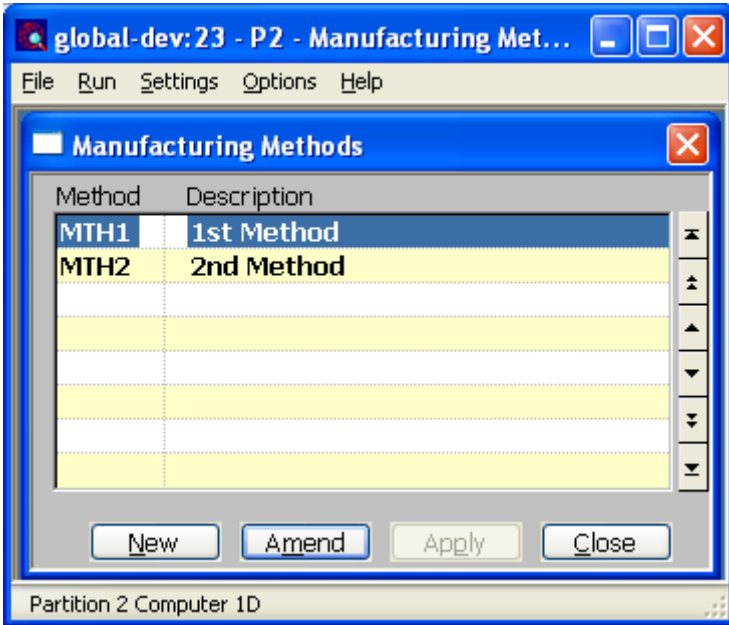 global-dev:23 - P2 - Manufacturing Met...
File Run Settings Options Help
Manufacturing Methods
Method Description
MTH1 1st Method
MTH2 2nd Method
New Amend Apply Close
Partition 2 Computer 1D